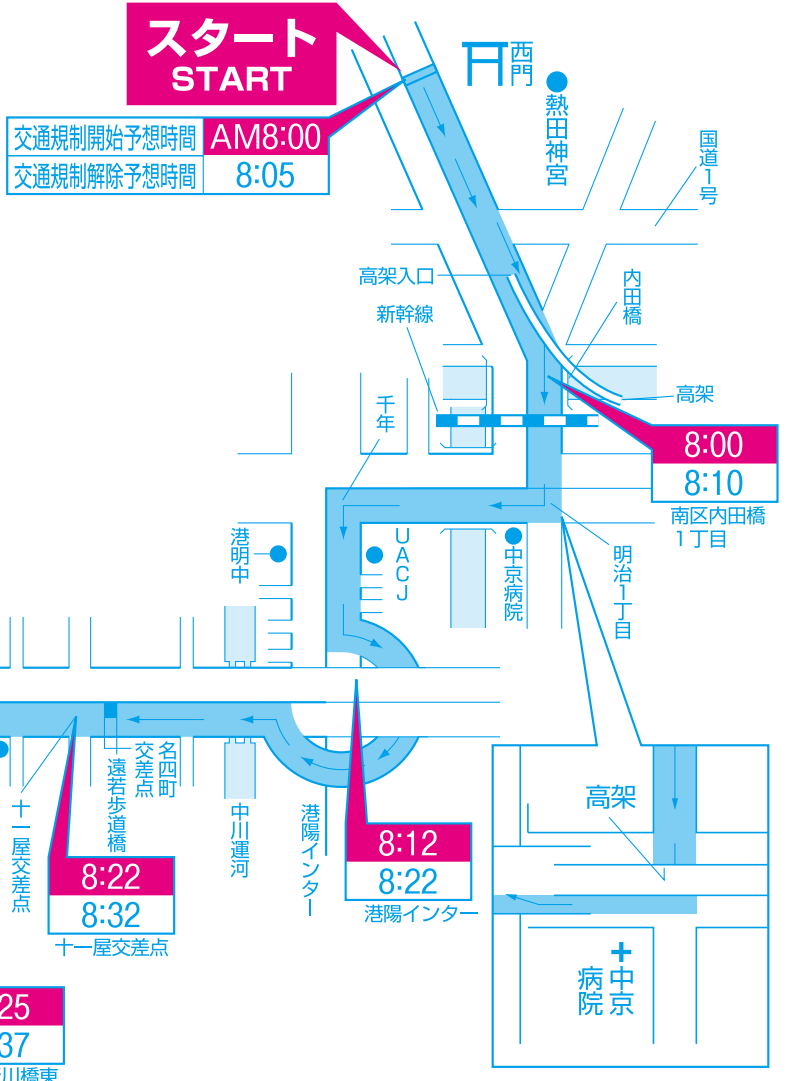 スタート
START
西門
熱田神宮
交通規制開始予想時間 AM8:00
交通規制解除予想時間 8:05
国道1号
高架入口
内田橋
新幹線
高架
千年
8:00
8:10
南区内田橋
1丁目
港明中
UACJ
中京病院
明治1丁目
名四町
交差点
遠若歩道橋
十一屋交差点
中川運河
港陽インター
8:12
8:22
港陽インター
8:22
8:32
十一屋交差点
高架
中京
病院
25
37
川橋東